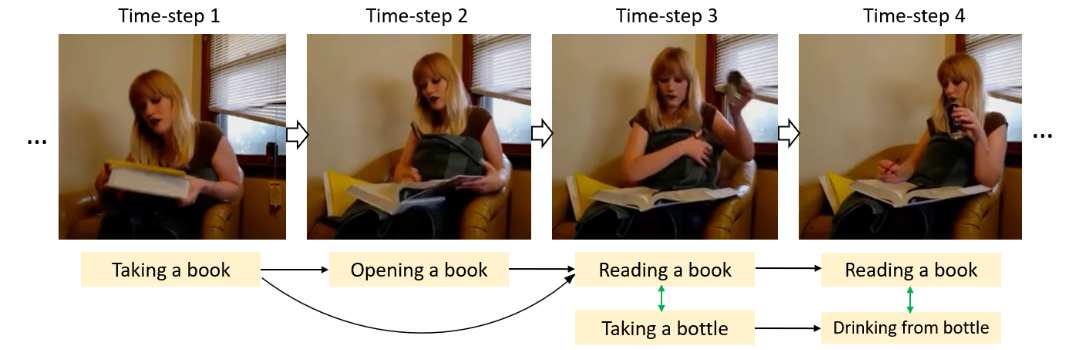 Time-step 1
Time-step 2
Time-step 3
Time-step 4
...
...
Taking a book
Opening a book
Reading a book
Reading a book
Taking a bottle
Drinking from bottle